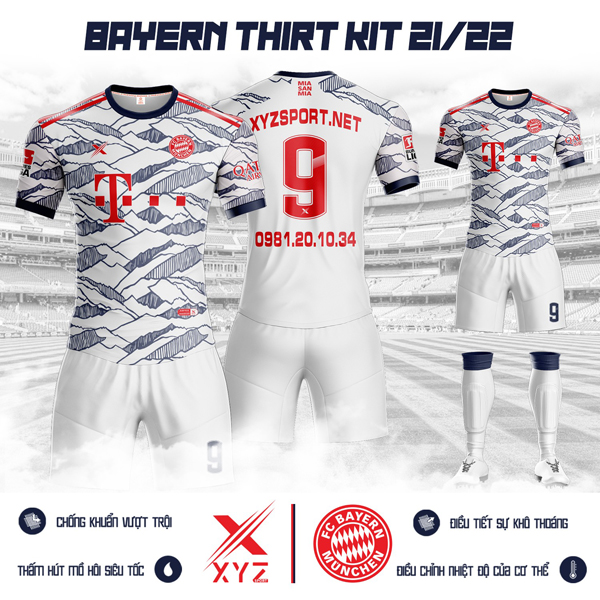 BAYERN THIRT KIT 21/22
MIA
SAN
MIA
XYZSPORT.NET
9
0981.20.10.34
T
9
9
CHỐNG KHUẨN VƯỢT TRỘI
THẤM HÚT MỒ HÔI SIÊU TỐC
XYZ
SPORT
FC BAYERN
MÜNCHEN
ĐIỀU TIẾT SỰ KHÔ THOÁNG
ĐIỀU CHỈNH NHIỆT ĐỘ CỦA CƠ THỂ